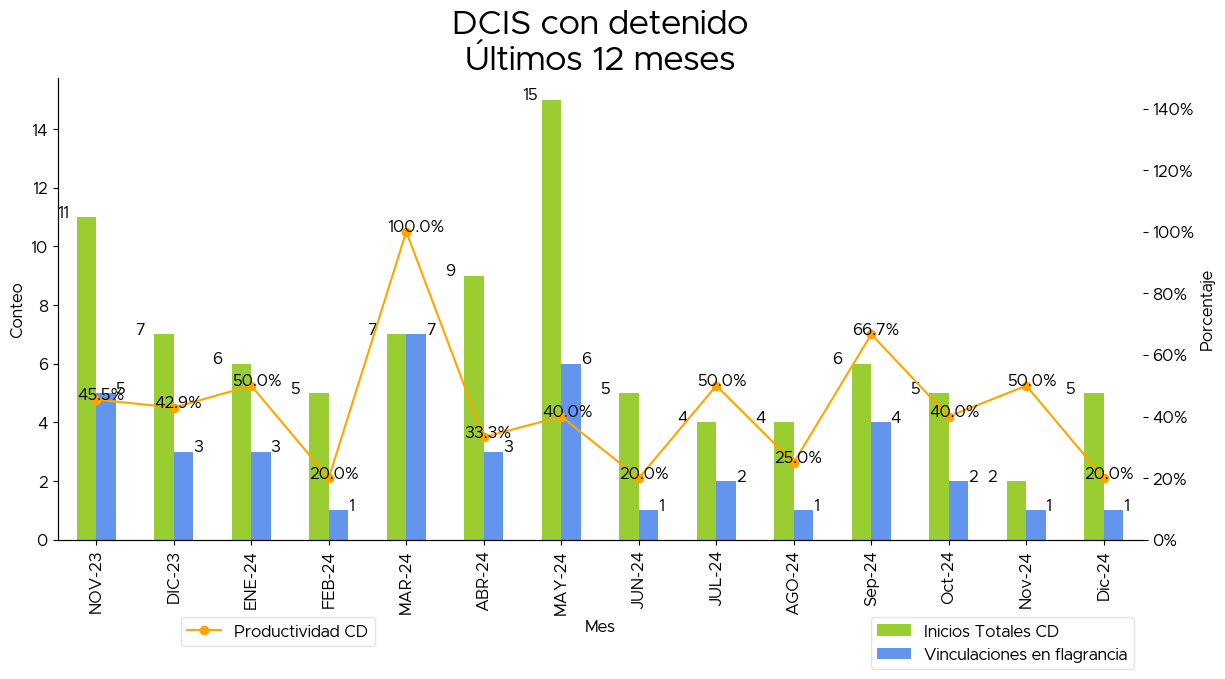 DCIS con detenido
Últimos 12 meses
Conteo
14
12
10
8
6
4
2
0
140%
120%
100%
80%
60%
40%
20%
0%
Porcentaje
11
7
6
5
7
9
15
5
4
4
6
5
2
5
5
3
3
1
7
3
6
1
2
1
4
2
1
1
45.5%
42.9%
50.0%
20.0%
100.0%
33.3%
40.0%
20.0%
50.0%
25.0%
66.7%
40.0%
50.0%
20.0%
NOV-23
DIC-23
ENE-24
FEB-24
MAR-24
ABR-24
MAY-24
JUN-24
JUL-24
AGO-24
Sep-24
Oct-24
Nov-24
Dic-24
Mes
Productividad CD
Inicios Totales CD
Vinculaciones en flagrancia